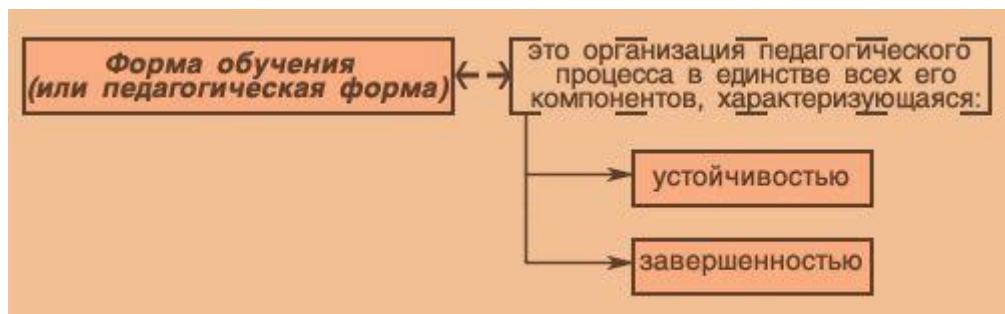 Форма обучения
(или педагогическая форма)
это организация педагогического
процесса в единстве всех его
компонентов, характеризующаяся:
устойчивостью
завершенностью